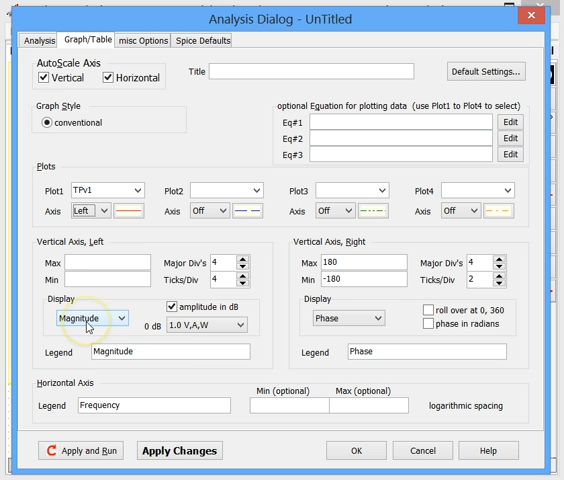 Analysis Dialog - UnTitled
Analysis Graph/Table misc Options Spice Defaults
AutoScale Axis
Vertical Horizontal
Title
Default Settings...
Graph Style
conventional
optional Equation for plotting data (use Plot1 to Plot4 to select)
Eq#1 Edit
Eq#2 Edit
Eq#3 Edit
Plots
Plot1 TPv1 Plot2 Plot3 Plot4
Axis Left Axis Off Axis Off Axis Off
Vertical Axis, Left
Max Major Div's 4
Min Ticks/Div 4
Display
Magnitude
amplitude in dB
0 dB 1.0 V,A,W
Legend Magnitude
Vertical Axis, Right
Max 180 Major Div's 4
Min -180 Ticks/Div 2
Display
Phase
roll over at 0, 360
phase in radians
Legend Phase
Horizontal Axis
Min (optional) Max (optional)
Legend Frequency logarithmic spacing
Apply and Run Apply Changes OK Cancel Help